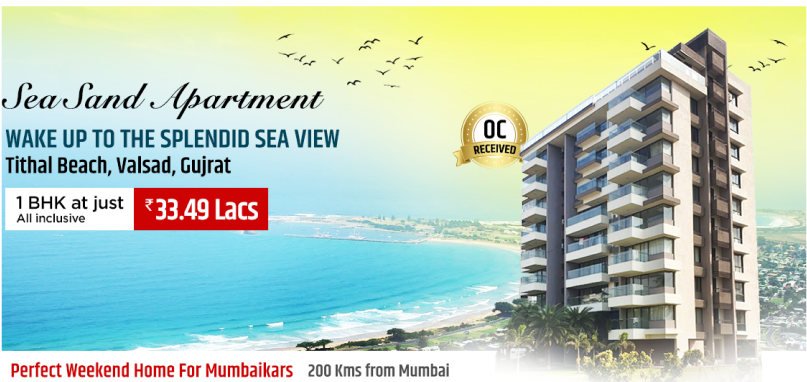 Sea Sand Apartment
WAKE UP TO THE SPLENDID SEA VIEW
Tithal Beach, Valsad, Gujrat
1 BHK at just
All inclusive
₹33.49 Lacs
OC
RECEIVED
Perfect Weekend Home For Mumbaikars 200 Kms from Mumbai